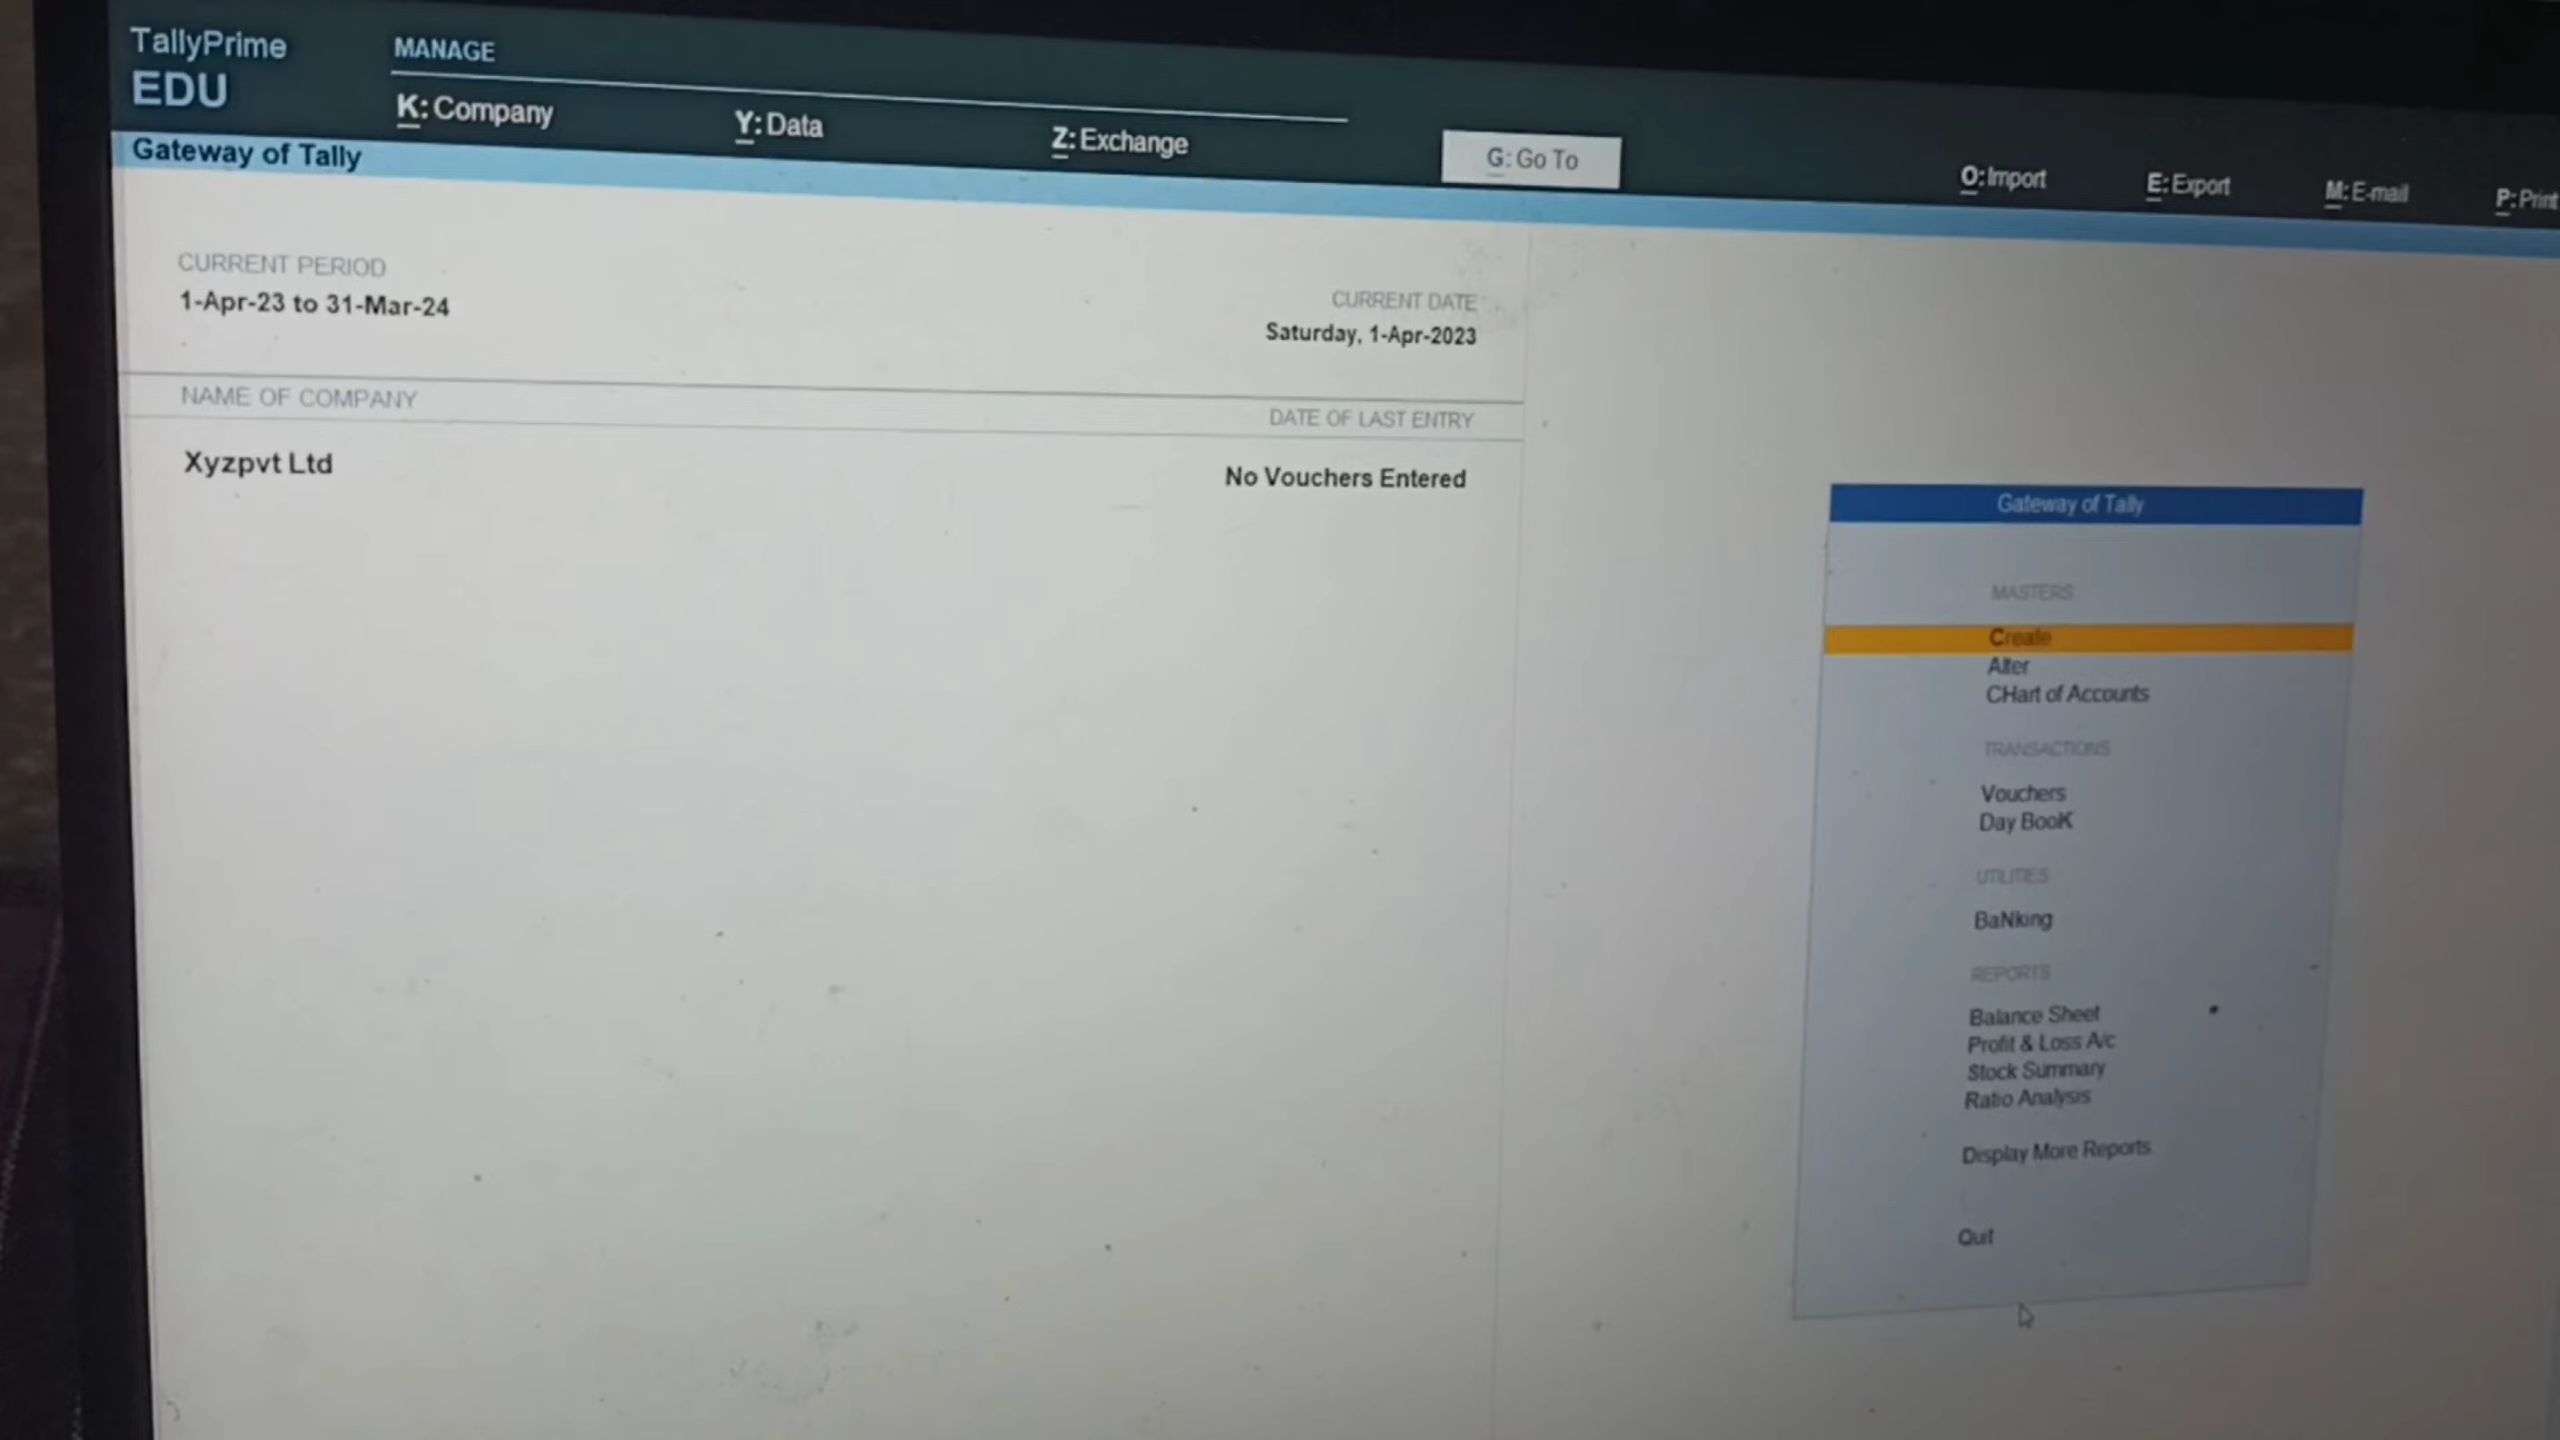 TallyPrime
EDU
MANAGE
K: Company
Y: Data
Z: Exchange
G: Go To
O: Import
E: Export
M: E-mail
P: Print
Gateway of Tally
CURRENT PERIOD
1-Apr-23 to 31-Mar-24
CURRENT DATE
Saturday, 1-Apr-2023
NAME OF COMPANY
DATE OF LAST ENTRY
Xyzpvt Ltd
No Vouchers Entered
Gateway of Tally
MASTERS
Create
Alter
CHart of Accounts
TRANSACTIONS
Vouchers
Day BooK
UTILITIES
BaNking
REPORTS
Balance Sheet
Profit & Loss A/c
Stock Summary
Ratio Analysis
Display More Reports
Quit